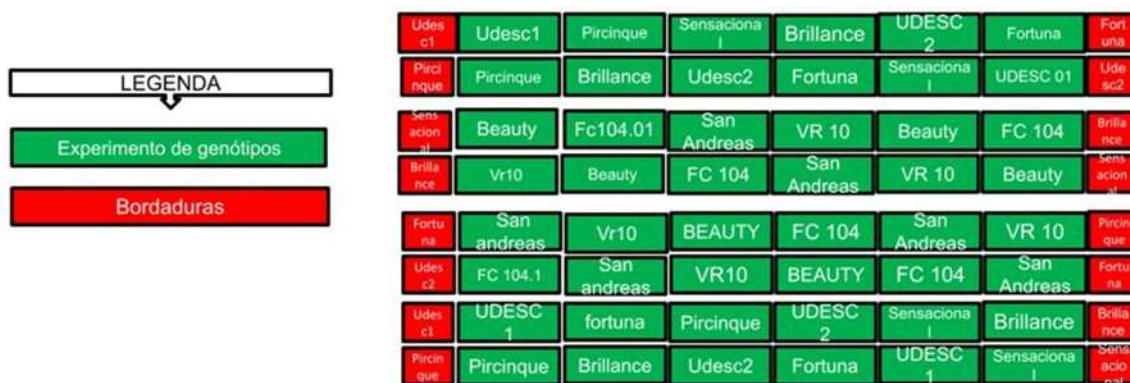 LEGENDA
Experimento de genótipos
Bordaduras
Udes
c1
Udesc1
Pircinque
Sensaciona
l
Brillance
UDESC
2
Fortuna
Fort
una
Pirci
nque
Pircinque
Brillance
Udesc2
Fortuna
Sensaciona
l
UDESC 01
Ude
sc2
Sens
acion
al
Beauty
Fc104.01
San
Andreas
VR 10
Beauty
FC 104
Brilla
nce
Brilla
nce
Vr10
Beauty
FC 104
San
Andreas
VR 10
Beauty
Sens
acion
al
Fortu
na
San
andreas
Vr10
BEAUTY
FC 104
San
Andreas
VR 10
Pircin
que
Udes
c2
FC 104.1
San
andreas
VR10
BEAUTY
FC 104
San
Andreas
Fortu
na
Udes
c1
UDESC
1
fortuna
Pircinque
UDESC
2
Sensaciona
l
Brillance
Brilla
nce
Pircin
que
Pircinque
Brillance
Udesc2
Fortuna
UDESC
1
Sensaciona
l
Sens
acio
nal